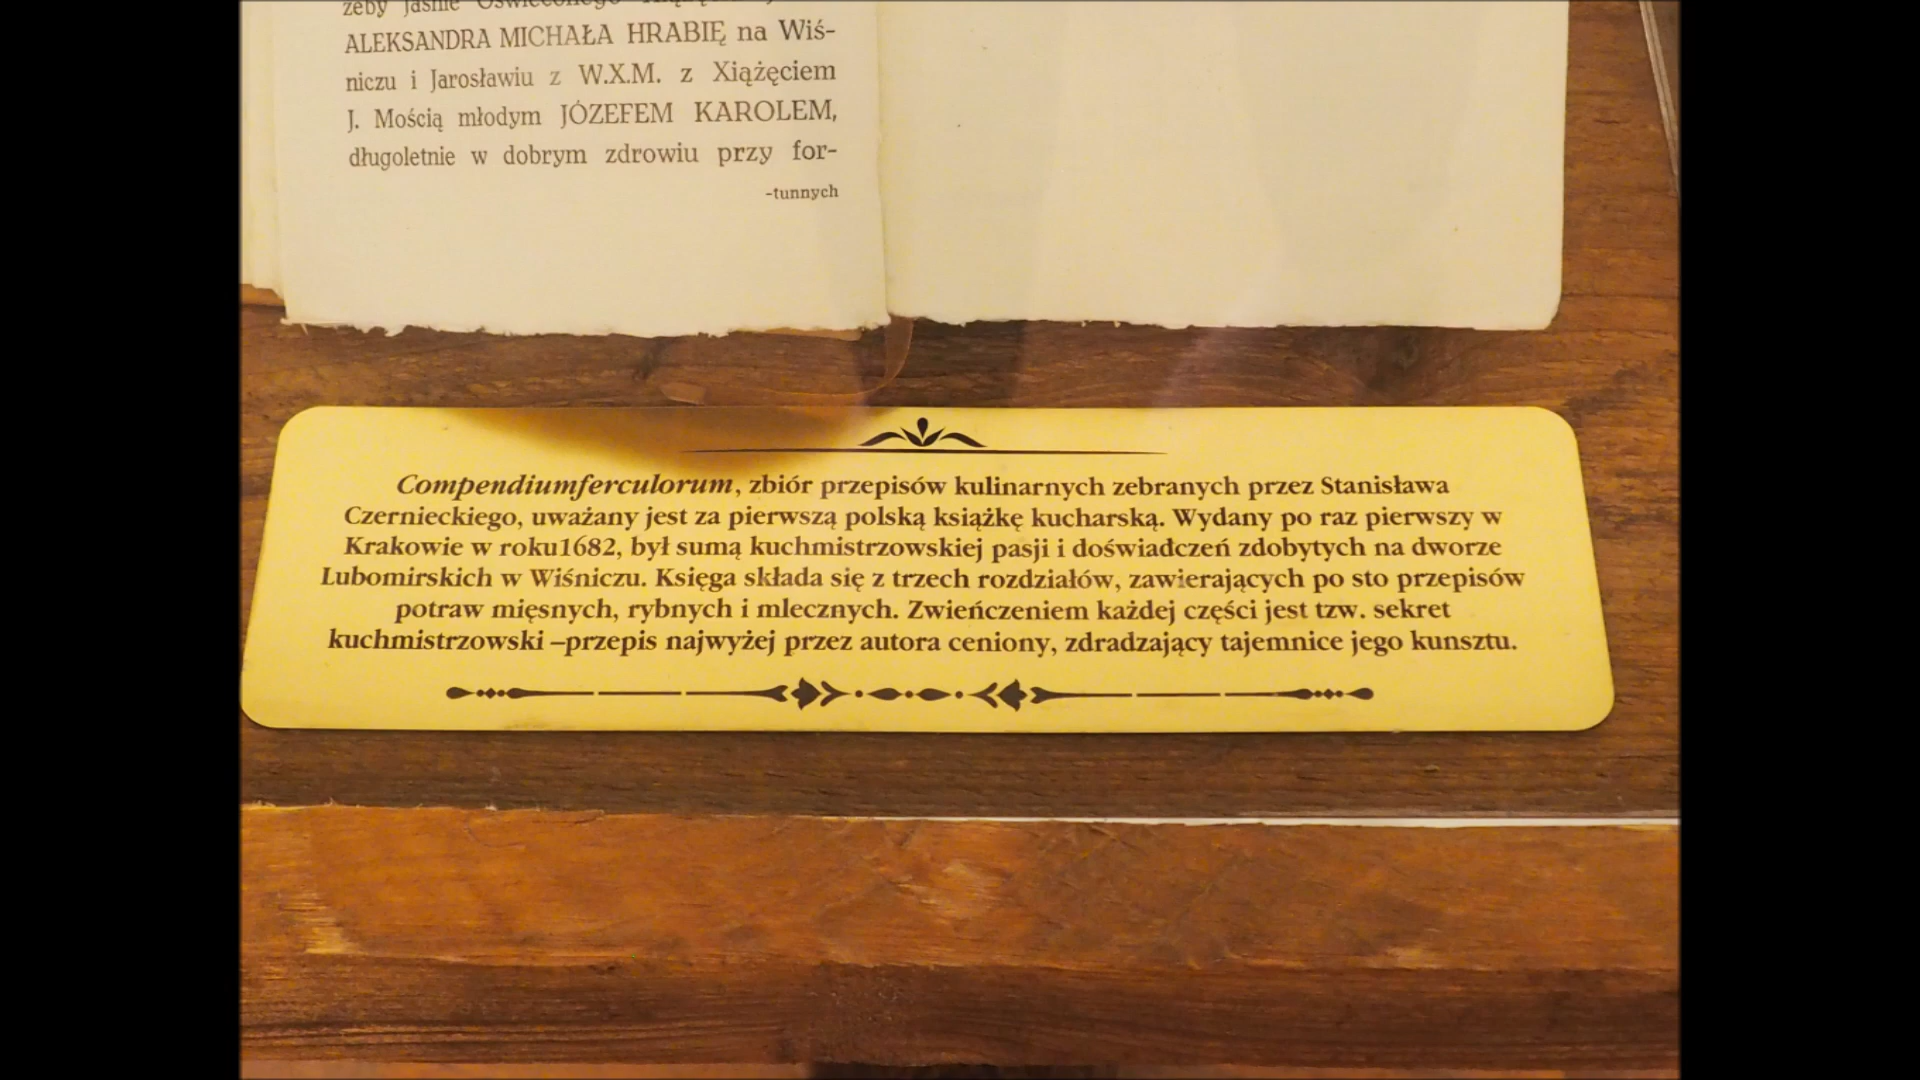 żeby Jaśnie Oświeconego
ALEKSANDRA MICHAŁA HRABIĘ na Wiś-
niczu i Jarosławiu z W.X.M. z Xiążęciem
J. Mością młodym JÓZEFEM KAROLEM,
długoletnie w dobrym zdrowiu przy for-
-tunnych
Compendiumferculorum, zbiór przepisów kulinarnych zebranych przez Stanisława
Czernieckiego, uważany jest za pierwszą polską książkę kucharską. Wydany po raz pierwszy w
Krakowie w roku1682, był sumą kuchmistrzowskiej pasji i doświadczeń zdobytych na dworze
Lubomirskich w Wiśniczu. Księga składa się z trzech rozdziałów, zawierających po sto przepisów
potraw mięsnych, rybnych i mlecznych. Zwieńczeniem każdej części jest tzw. sekret
kuchmistrzowski –przepis najwyżej przez autora ceniony, zdradzający tajemnice jego kunsztu.